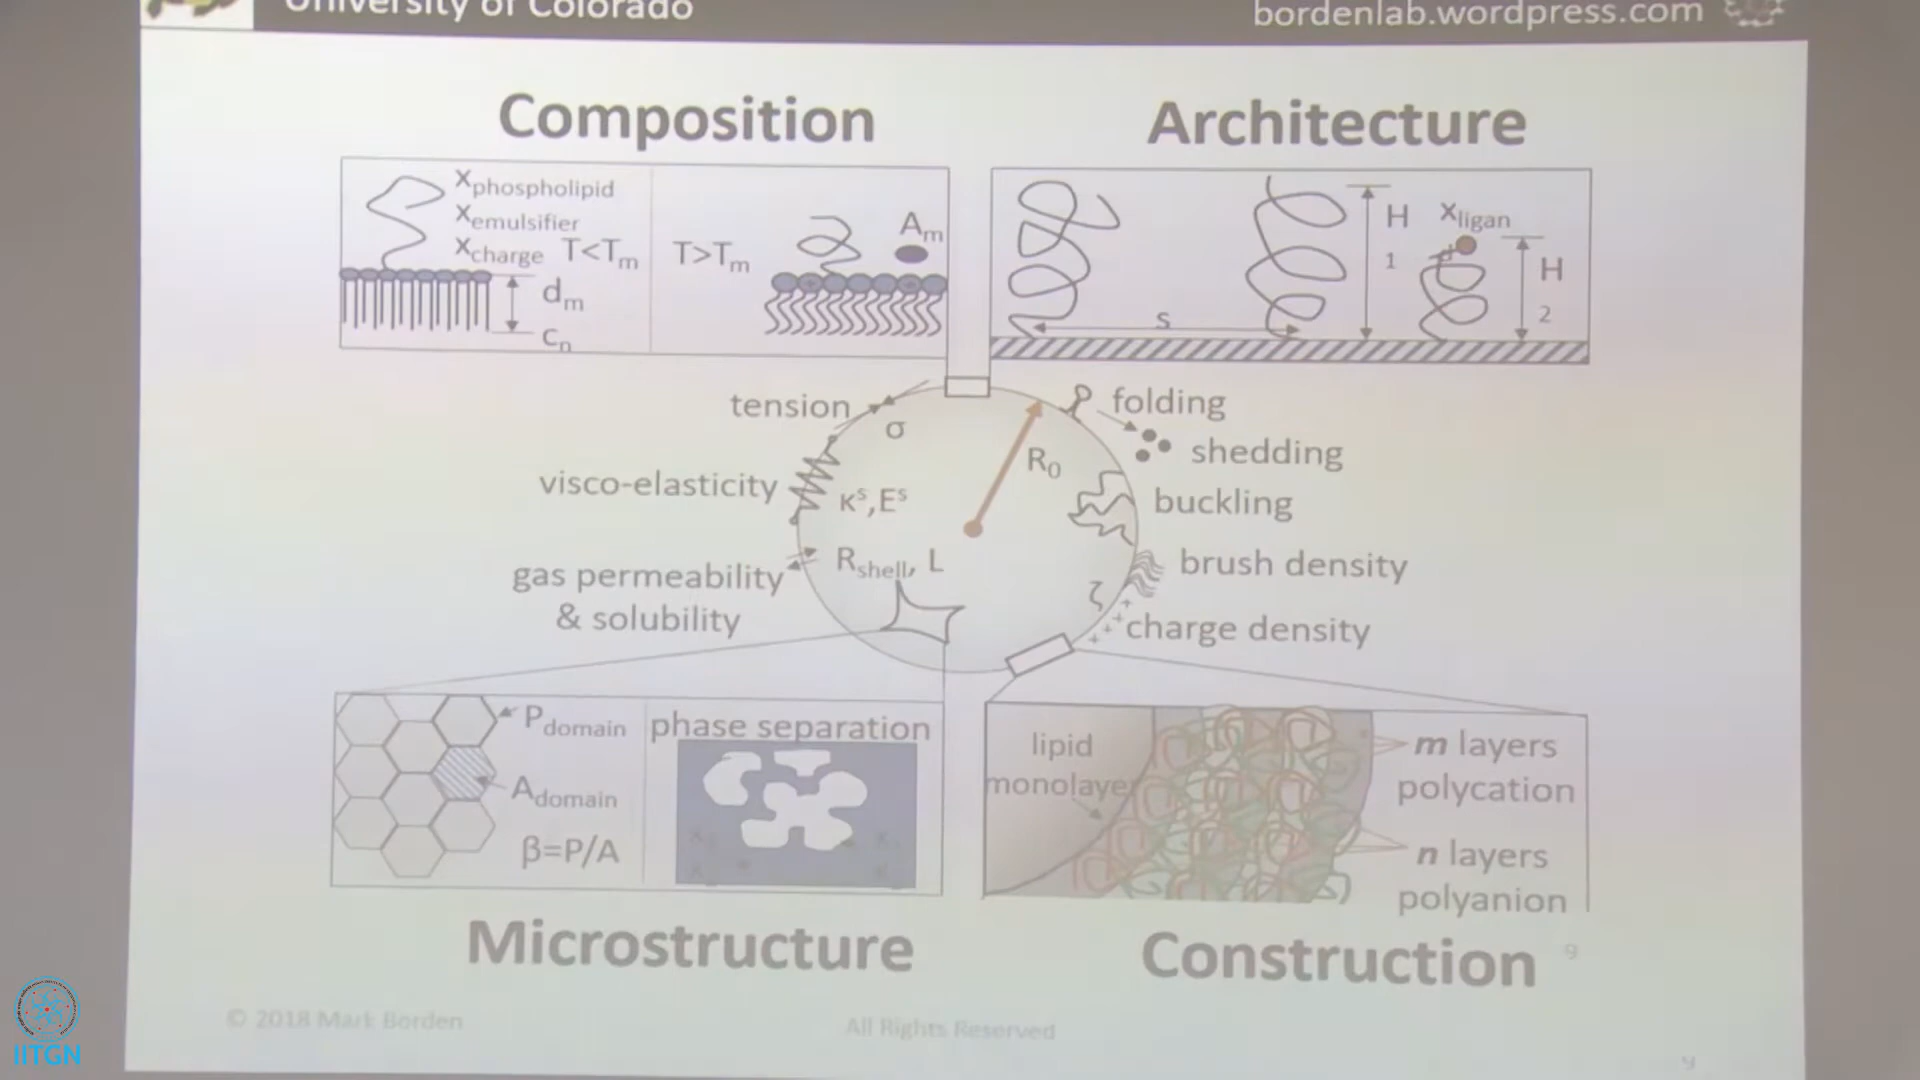 University of Colorado
bordenlab.wordpress.com
Composition
Architecture
xphospholipid
xemulsifier
xcharge T<Tm
dm
cn
T>Tm
Am
s
H
1
xligan
d
H
2
tension
σ
visco-elasticity
κs,Es
gas permeability
& solubility
Rshell, L
R0
folding
shedding
buckling
brush density
ζ
charge density
Pdomain
Adomain
β=P/A
phase separation
lipid
monolayer
m layers
polycation
n layers
polyanion
Microstructure
Construction
9
© 2018 Mark Borden
All Rights Reserved
9
IITGN